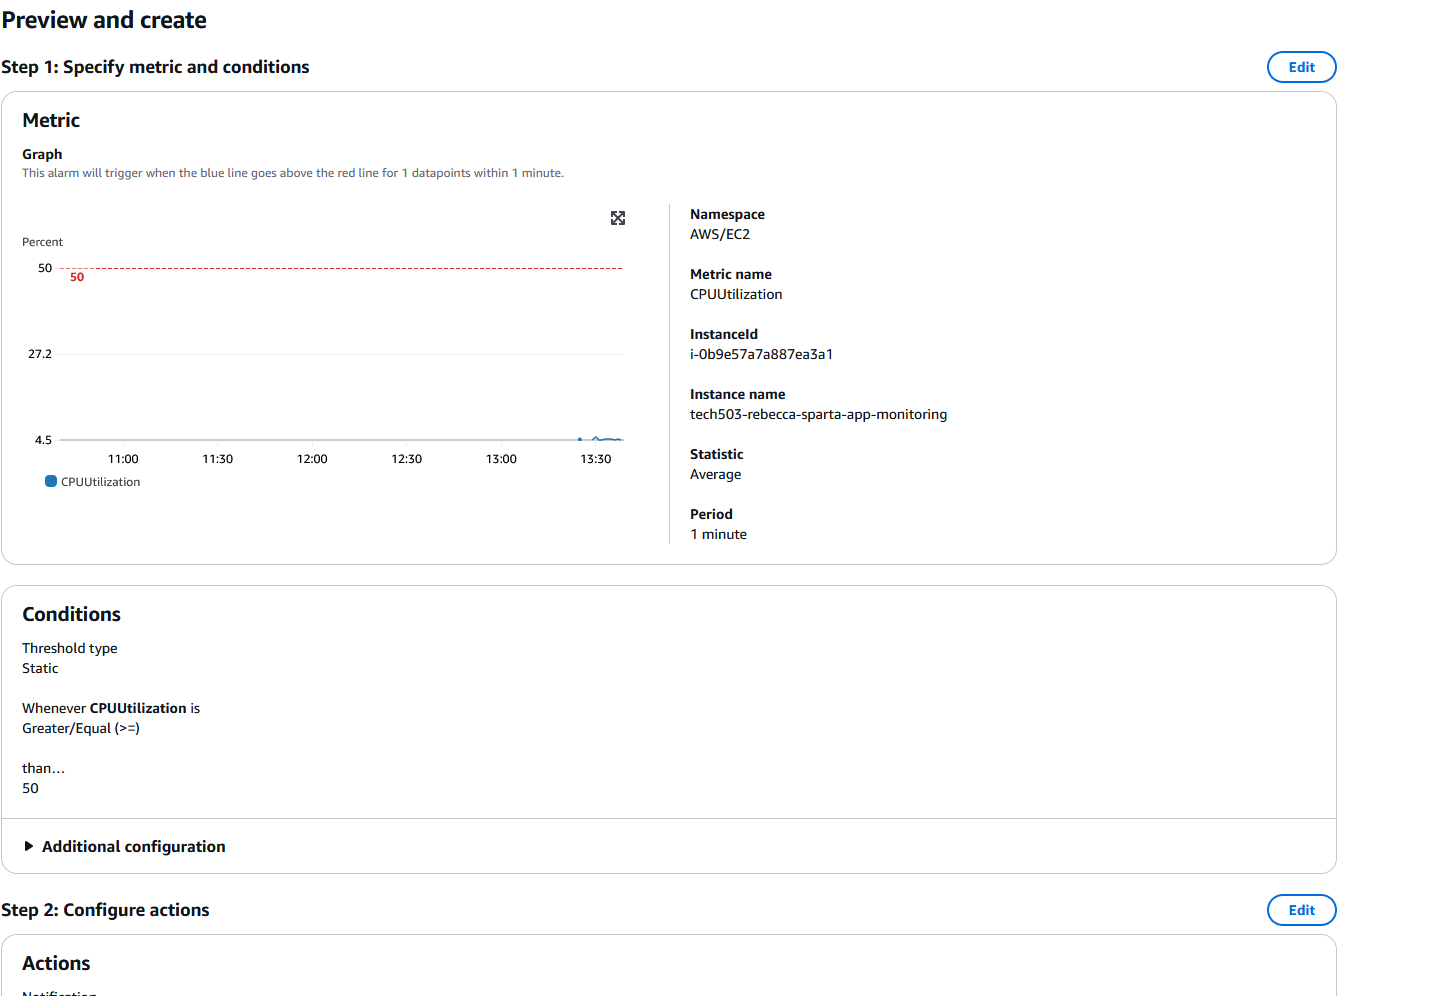 Preview and create
Step 1: Specify metric and conditions
Edit
Metric
Graph
This alarm will trigger when the blue line goes above the red line for 1 datapoints within 1 minute.
Percent
50
50
27.2
4.5
11:00 11:30 12:00 12:30 13:00 13:30
CPUUtilization
Namespace
AWS/EC2
Metric name
CPUUtilization
InstanceId
i-0b9e57a7a887ea3a1
Instance name
tech503-rebecca-sparta-app-monitoring
Statistic
Average
Period
1 minute
Conditions
Threshold type
Static
Whenever CPUUtilization is
Greater/Equal (>=)
than...
50
Additional configuration
Step 2: Configure actions
Edit
Actions
Notification